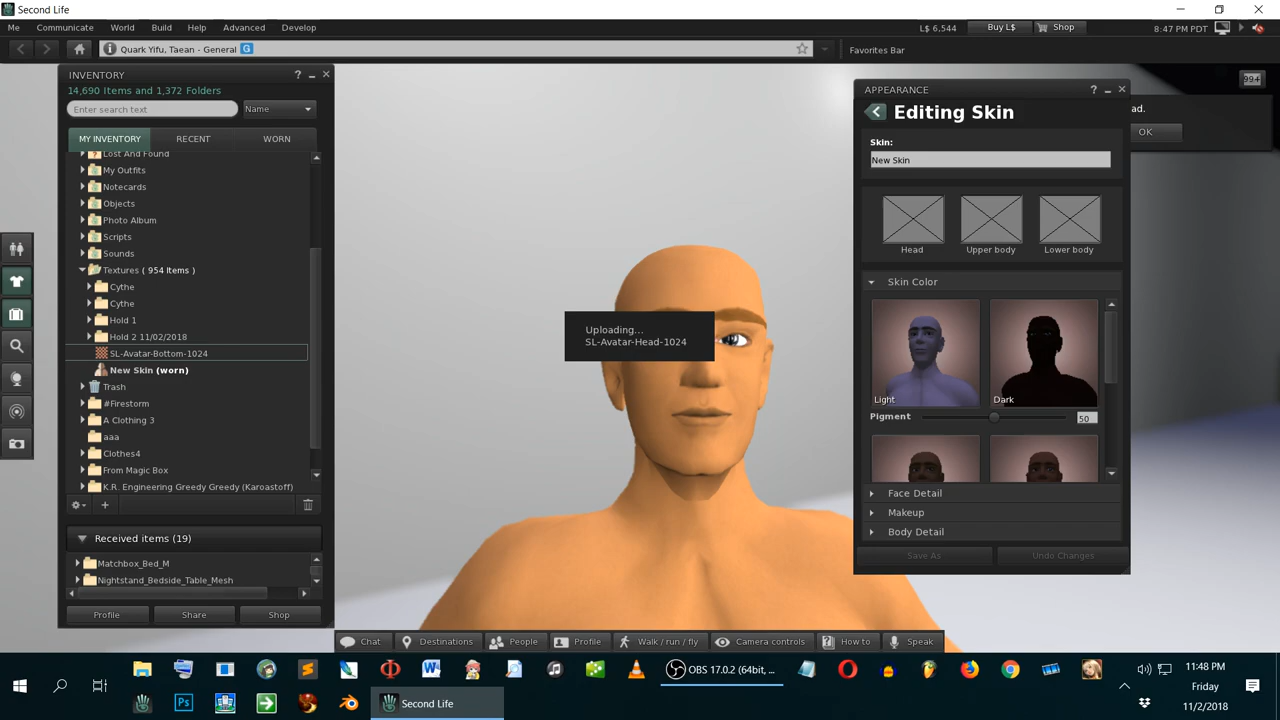 Second Life
Me Communicate World Build Help Advanced Develop
L$ 6,544 Buy L$ Shop 8:47 PM PDT
Quark Yifu, Taean - General G
Favorites Bar
INVENTORY ?
14,690 Items and 1,372 Folders
Enter search text Name
MY INVENTORY RECENT WORN
Lost And Found
My Outfits
Notecards
Objects
Photo Album
Scripts
Sounds
Textures ( 954 Items )
Cythe
Cythe
Hold 1
Hold 2 11/02/2018
SL-Avatar-Bottom-1024
New Skin (worn)
Trash
#Firestorm
A Clothing 3
aaa
Clothes4
From Magic Box
K.R. Engineering Greedy Greedy (Karoastoff)
Received items (19)
Matchbox_Bed_M
Nightstand_Bedside_Table_Mesh
Profile Share Shop
Uploading...
SL-Avatar-Head-1024
APPEARANCE ?
Editing Skin
Skin:
New Skin
Head Upper body Lower body
Skin Color
Light Dark
Pigment 50
Face Detail
Makeup
Body Detail
Save As Undo Changes
99+
ad.
OK
Chat Destinations People Profile Walk / run / fly Camera controls How to Speak
OBS 17.0.2 (64bit, ...
Second Life
11:48 PM
Friday
11/2/2018